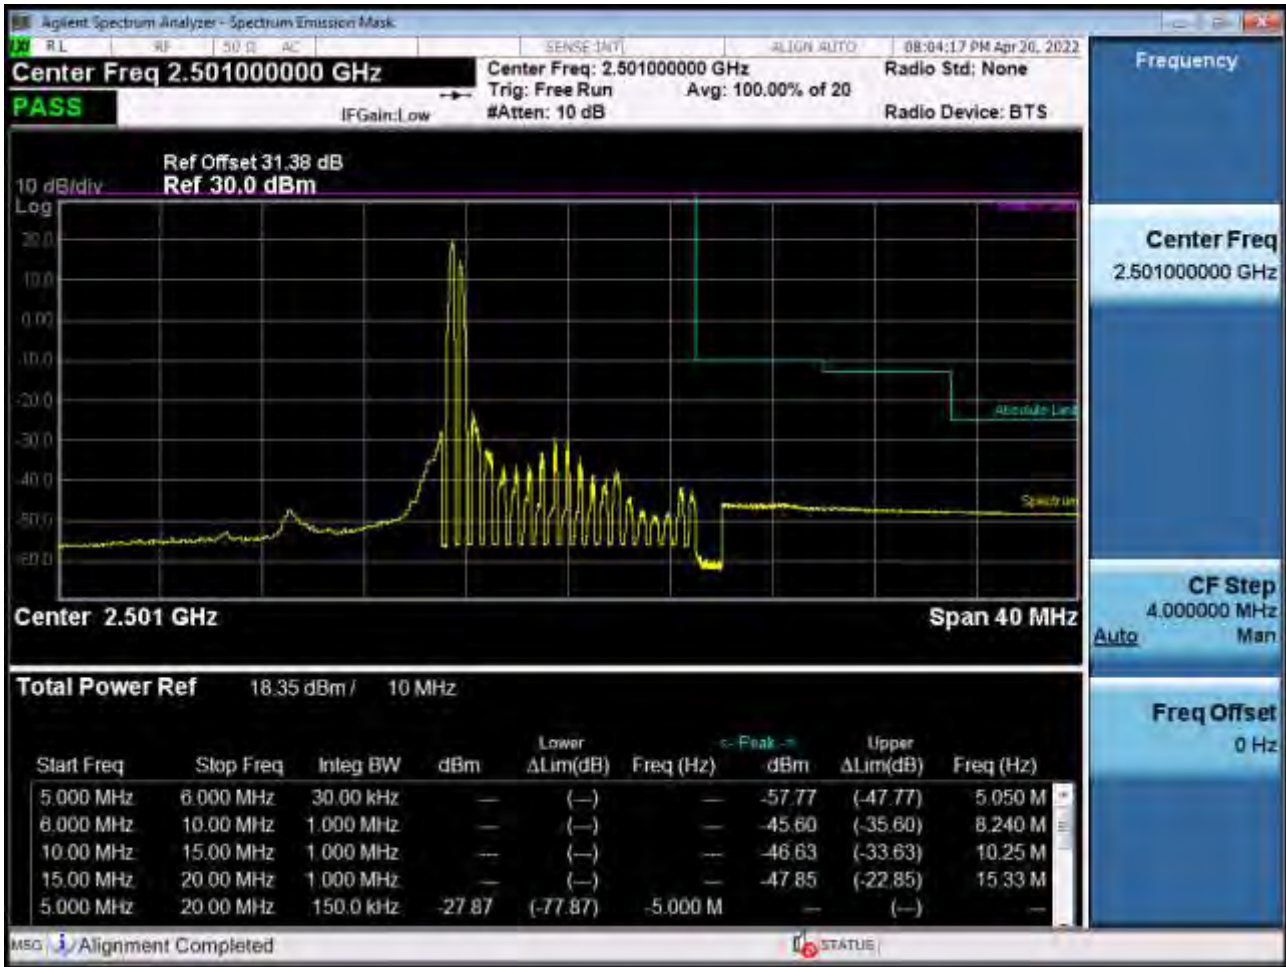 Agilent Spectrum Analyzer - Spectrum Emission Mask
LXI RL RF 50 Ω AC SENSE:INT ALIGN AUTO 08:04:17 PM Apr 20, 2022
Center Freq 2.501000000 GHz
Center Freq: 2.501000000 GHz Radio Std: None
Trig: Free Run Avg: 100.00% of 20
PASS IFGain:Low #Atten: 10 dB Radio Device: BTS
Ref Offset 31.38 dB
10 dB/div Ref 30.0 dBm
Log
20.0
10.0
0.00
-10.0
-20.0
Absolute Limit
-30.0
-40.0
Spectrum
-50.0
-60.0
Center 2.501 GHz Span 40 MHz
Total Power Ref 18.35 dBm / 10 MHz
Lower <- Peak -> Upper
Start Freq Stop Freq Integ BW dBm ΔLim(dB) Freq (Hz) dBm ΔLim(dB) Freq (Hz)
5.000 MHz 6.000 MHz 30.00 kHz --- (---) --- -57.77 (-47.77) 5.050 M
6.000 MHz 10.00 MHz 1.000 MHz --- (---) --- -45.60 (-35.60) 8.240 M
10.00 MHz 15.00 MHz 1.000 MHz --- (---) --- -46.63 (-33.63) 10.25 M
15.00 MHz 20.00 MHz 1.000 MHz --- (---) --- -47.85 (-22.85) 15.33 M
5.000 MHz 20.00 MHz 150.0 kHz -27.87 (-77.87) -5.000 M --- (---) ---
MSG Alignment Completed STATUS
Frequency
Center Freq
2.501000000 GHz
CF Step
4.000000 MHz
Auto Man
Freq Offset
0 Hz